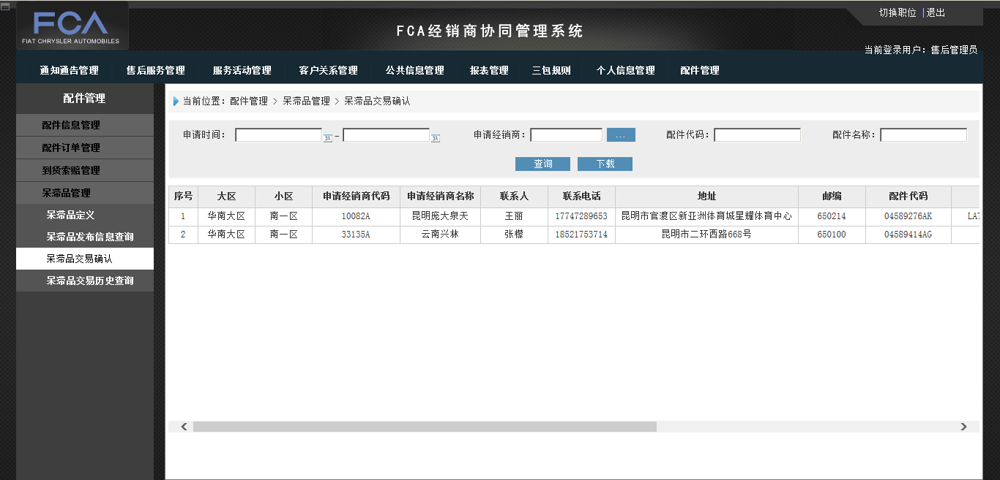 切换职位 | 退出
FCA
FIAT CHRYSLER AUTOMOBILES
FCA经销商协同管理系统
当前登录用户：售后管理员
通知通告管理 售后服务管理 服务活动管理 客户关系管理 公共信息管理 报表管理 三包规则 个人信息管理 配件管理
配件管理
配件信息管理
配件订单管理
到货索赔管理
呆滞品管理
呆滞品定义
呆滞品发布信息查询
呆滞品交易确认
呆滞品交易历史查询
当前位置：配件管理 > 呆滞品管理 > 呆滞品交易确认
申请时间： 31 - 31 申请经销商： ... 配件代码： 配件名称：
查询 下载
序号 大区 小区 申请经销商代码 申请经销商名称 联系人 联系电话 地址 邮编 配件代码
1 华南大区 南一区 10082A 昆明庞大泉天 王丽 17747289653 昆明市官渡区新亚洲体育城星耀体育中心 650214 04589276AK
2 华南大区 南一区 33135A 云南兴林 张檬 18521753714 昆明市二环西路668号 650100 04589414AG